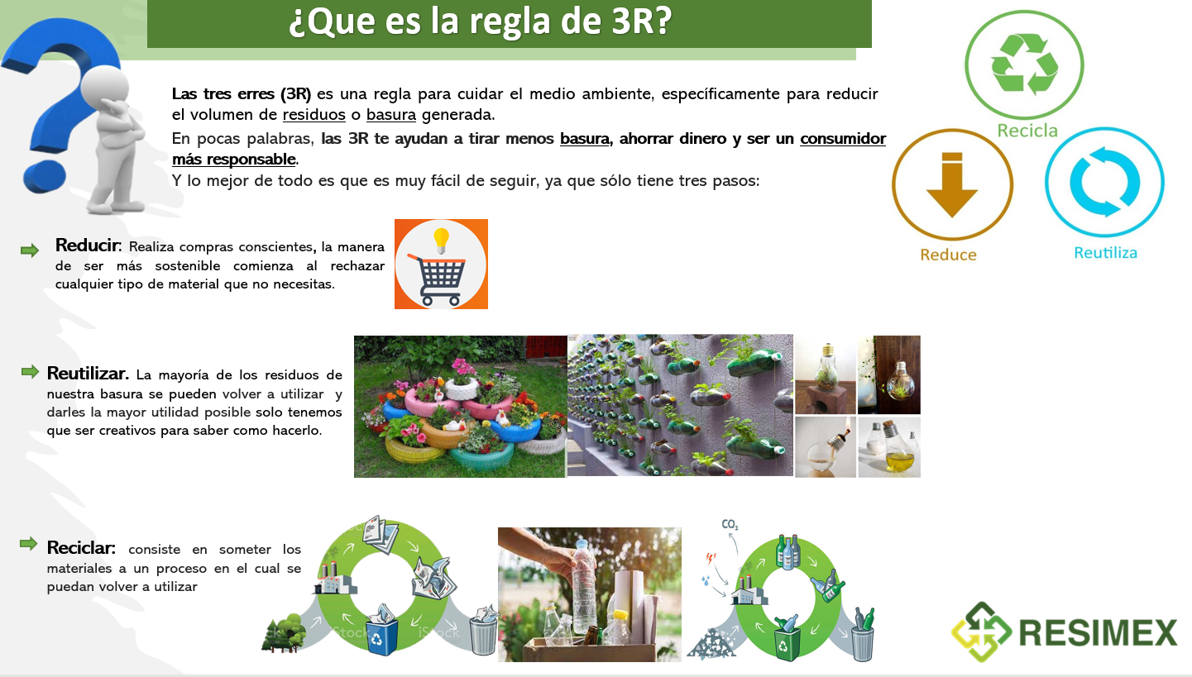 ¿Que es la regla de 3R?
Las tres erres (3R) es una regla para cuidar el medio ambiente, específicamente para reducir
el volumen de residuos o basura generada.
En pocas palabras, las 3R te ayudan a tirar menos basura, ahorrar dinero y ser un consumidor
más responsable.
Y lo mejor de todo es que es muy fácil de seguir, ya que sólo tiene tres pasos:
Recicla
Reduce
Reutiliza
Reducir: Realiza compras conscientes, la manera
de ser más sostenible comienza al rechazar
cualquier tipo de material que no necesitas.
Reutilizar. La mayoría de los residuos de
nuestra basura se pueden volver a utilizar y
darles la mayor utilidad posible solo tenemos
que ser creativos para saber como hacerlo.
Reciclar: consiste en someter los
materiales a un proceso en el cual se
puedan volver a utilizar
iStock
iStock
CO2
RESIMEX